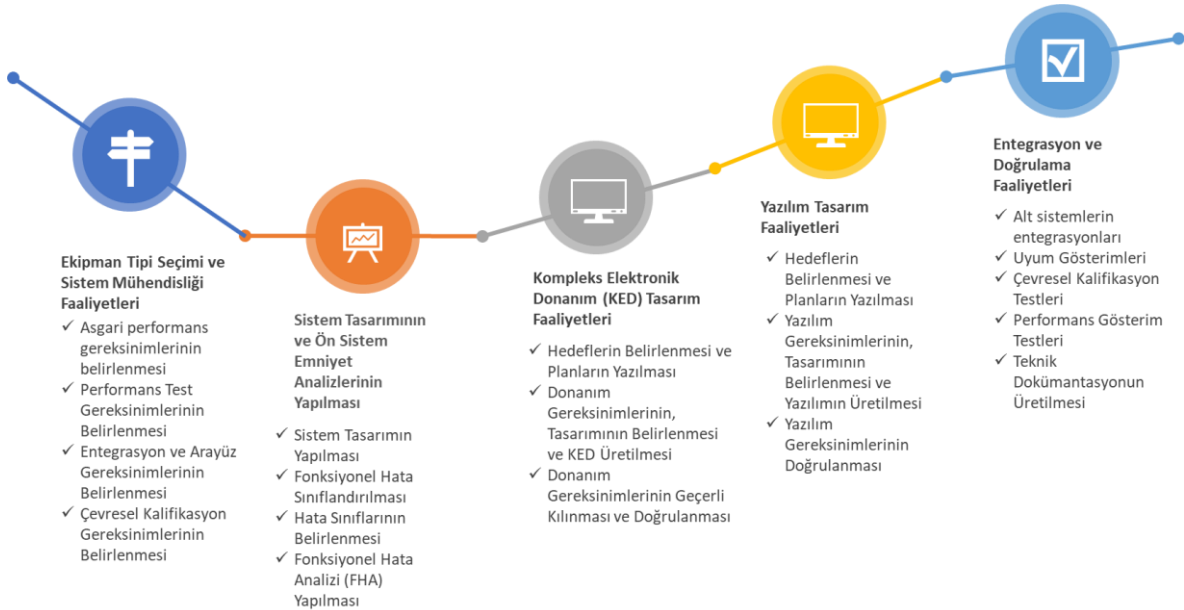 Ekipman Tipi Seçimi ve
Sistem Mühendisliği
Faaliyetleri
✓ Asgari performans
gereksinimlerinin
belirlenmesi
✓ Performans Test
Gereksinimlerinin
Belirlenmesi
✓ Entegrasyon ve Arayüz
Gereksinimlerinin
Belirlenmesi
✓ Çevresel Kalifikasyon
Gereksinimlerinin
Belirlenmesi
Sistem Tasarımının
ve Ön Sistem
Emniyet
Analizlerinin
Yapılması
✓ Sistem Tasarımın
Yapılması
✓ Fonksiyonel Hata
Sınıflandırılması
✓ Hata Sınıflarının
Belirlenmesi
✓ Fonksiyonel Hata
Analizi (FHA)
Yapılması
Kompleks Elektronik
Donanım (KED) Tasarım
Faaliyetleri
✓ Hedeflerin Belirlenmesi ve
Planların Yazılması
✓ Donanım
Gereksinimlerinin,
Tasarımının Belirlenmesi
ve KED Üretilmesi
✓ Donanım
Gereksinimlerinin Geçerli
Kılınması ve Doğrulanması
Yazılım Tasarım
Faaliyetleri
✓ Hedeflerin
Belirlenmesi ve
Planların Yazılması
✓ Yazılım
Gereksinimlerinin,
Tasarımının
Belirlenmesi ve
Yazılımın Üretilmesi
✓ Yazılım
Gereksinimlerinin
Doğrulanması
Entegrasyon ve
Doğrulama
Faaliyetleri
✓ Alt sistemlerin
entegrasyonları
✓ Uyum Gösterimleri
✓ Çevresel Kalifikasyon
Testleri
✓ Performans Gösterim
Testleri
✓ Teknik
Dokümantasyonun
Üretilmesi